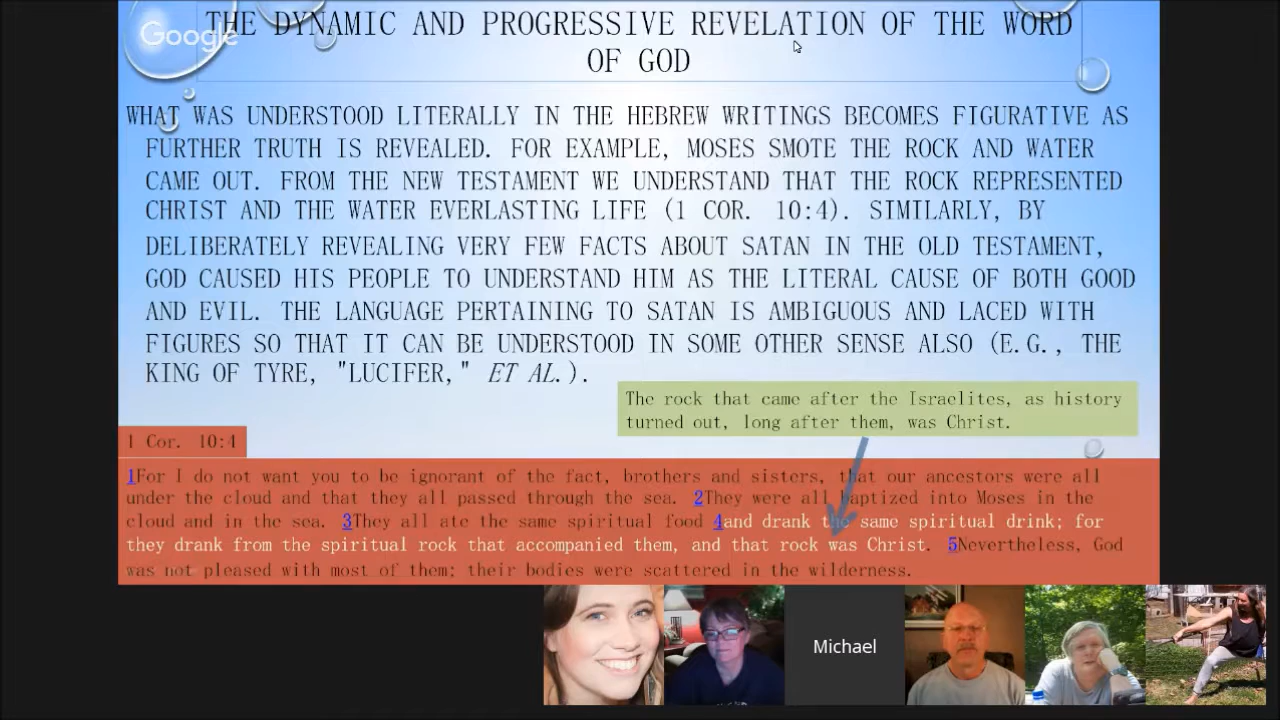 Google
THE DYNAMIC AND PROGRESSIVE REVELATION OF THE WORD
OF GOD
WHAT WAS UNDERSTOOD LITERALLY IN THE HEBREW WRITINGS BECOMES FIGURATIVE AS
FURTHER TRUTH IS REVEALED. FOR EXAMPLE, MOSES SMOTE THE ROCK AND WATER
CAME OUT. FROM THE NEW TESTAMENT WE UNDERSTAND THAT THE ROCK REPRESENTED
CHRIST AND THE WATER EVERLASTING LIFE (1 COR. 10:4). SIMILARLY, BY
DELIBERATELY REVEALING VERY FEW FACTS ABOUT SATAN IN THE OLD TESTAMENT,
GOD CAUSED HIS PEOPLE TO UNDERSTAND HIM AS THE LITERAL CAUSE OF BOTH GOOD
AND EVIL. THE LANGUAGE PERTAINING TO SATAN IS AMBIGUOUS AND LACED WITH
FIGURES SO THAT IT CAN BE UNDERSTOOD IN SOME OTHER SENSE ALSO (E.G., THE
KING OF TYRE, "LUCIFER," ET AL.).
The rock that came after the Israelites, as history
turned out, long after them, was Christ.
1 Cor. 10:4
1For I do not want you to be ignorant of the fact, brothers and sisters, that our ancestors were all
under the cloud and that they all passed through the sea. 2They were all baptized into Moses in the
cloud and in the sea. 3They all ate the same spiritual food 4and drank the same spiritual drink; for
they drank from the spiritual rock that accompanied them, and that rock was Christ. 5Nevertheless, God
was not pleased with most of them; their bodies were scattered in the wilderness.
Michael